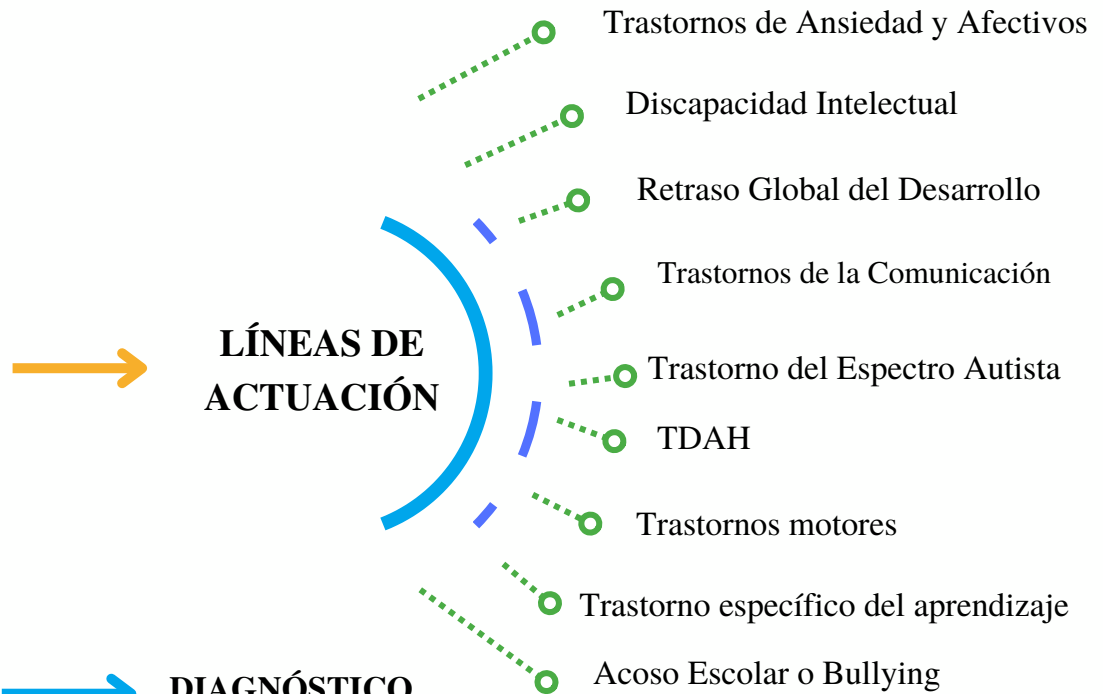 Trastornos de Ansiedad y Afectivos
Discapacidad Intelectual
Retraso Global del Desarrollo
Trastornos de la Comunicación
LÍNEAS DE
ACTUACIÓN
Trastorno del Espectro Autista
TDAH
Trastornos motores
Trastorno específico del aprendizaje
Acoso Escolar o Bullying
DIAGNÓSTICO